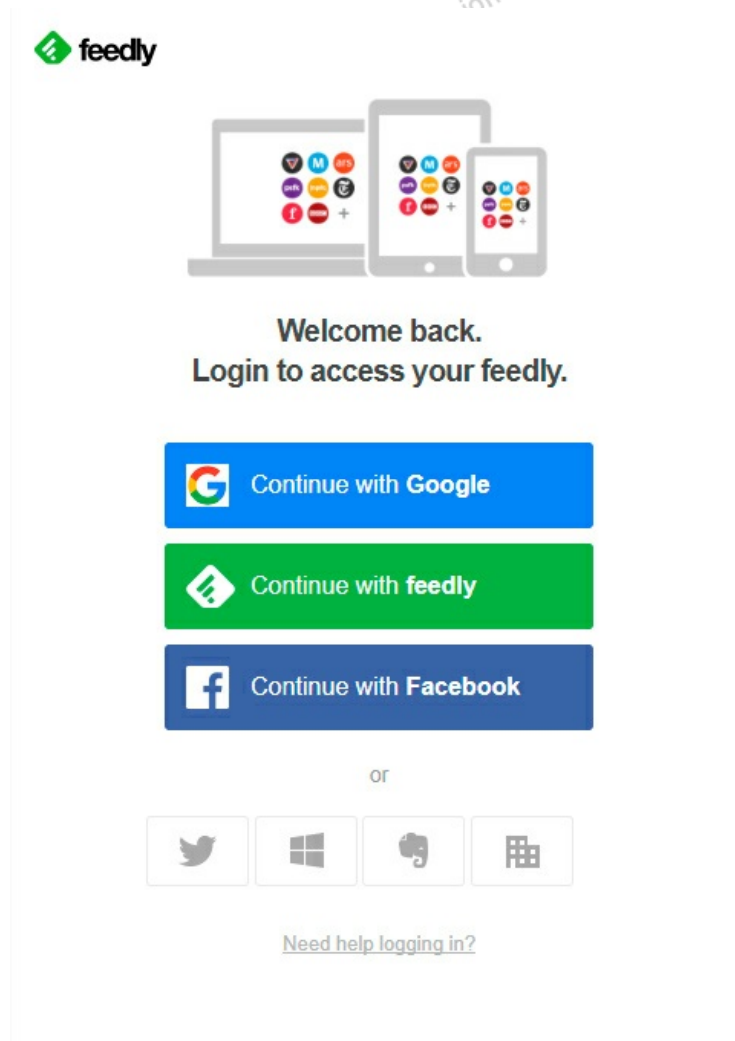 feedly
Welcome back.
Login to access your feedly.
Continue with Google
Continue with feedly
Continue with Facebook
or
Need help logging in?